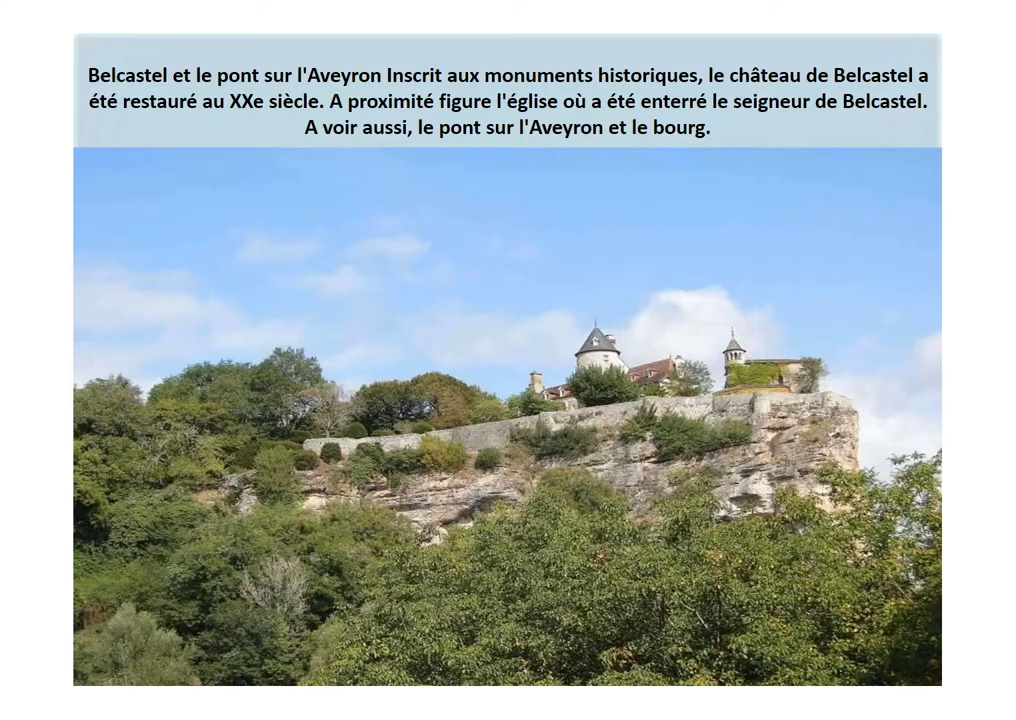 Belcastel et le pont sur l'Aveyron Inscrit aux monuments historiques, le château de Belcastel a
été restauré au XXe siècle. A proximité figure l'église où a été enterré le seigneur de Belcastel.
A voir aussi, le pont sur l'Aveyron et le bourg.